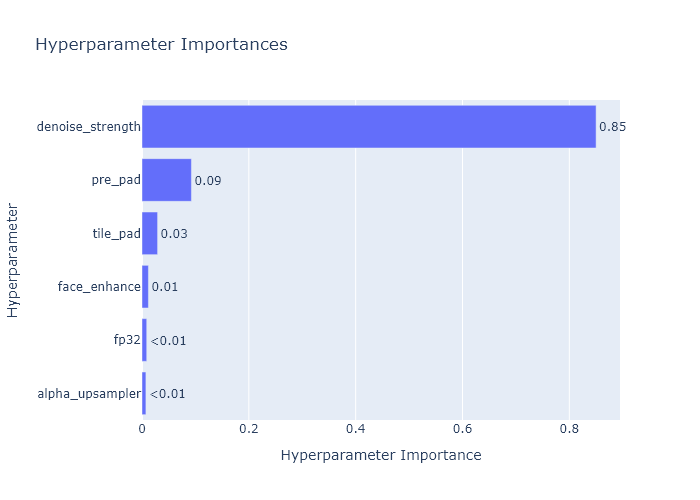 Hyperparameter Importances
Hyperparameter
denoise_strength 0.85
pre_pad 0.09
tile_pad 0.03
face_enhance 0.01
fp32 <0.01
alpha_upsampler <0.01
0 0.2 0.4 0.6 0.8
Hyperparameter Importance